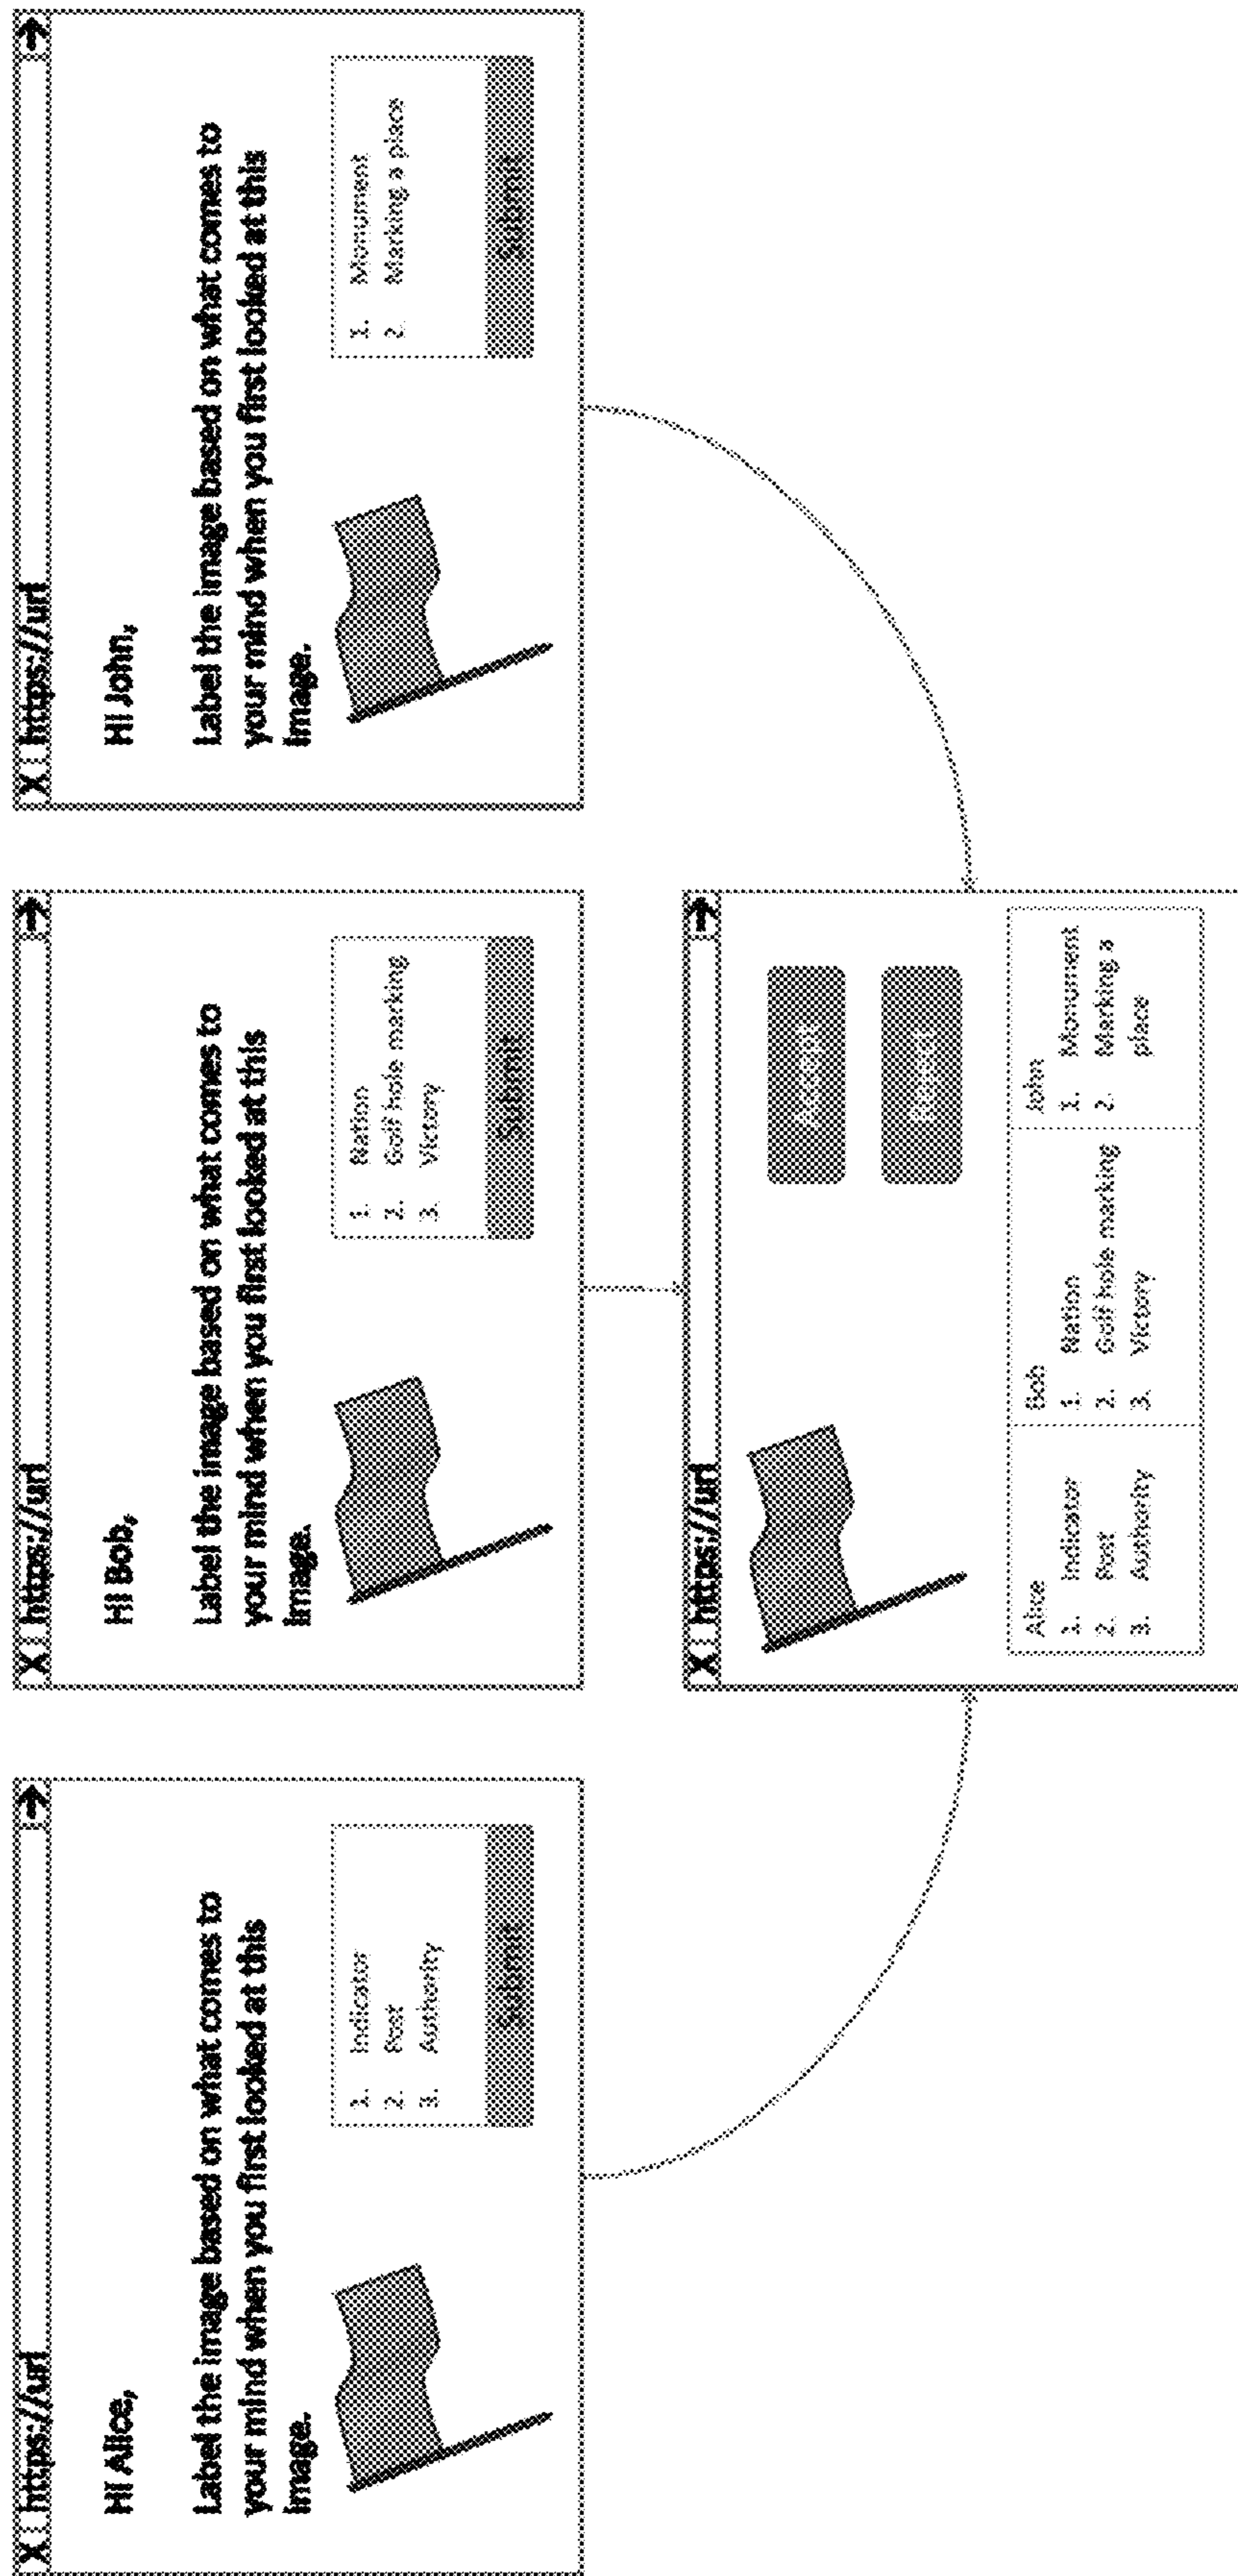 X https://url →
Hi Alice,
Label the image based on what comes to
your mind when you first looked at this
image.
1. Indicator
2. Post
3. Authority
Submit
X https://url →
Hi Bob,
Label the image based on what comes to
your mind when you first looked at this
image.
1. Nation
2. Golf hole marking
3. Victory
Submit
X https://url →
Hi John,
Label the image based on what comes to
your mind when you first looked at this
image.
1. Monument
2. Marking a place
Submit
X https://url →
Accept
Alice Bob John
1. Indicator 1. Nation 1. Monument
2. Post 2. Golf hole marking 2. Marking a
3. Authority 3. Victory place